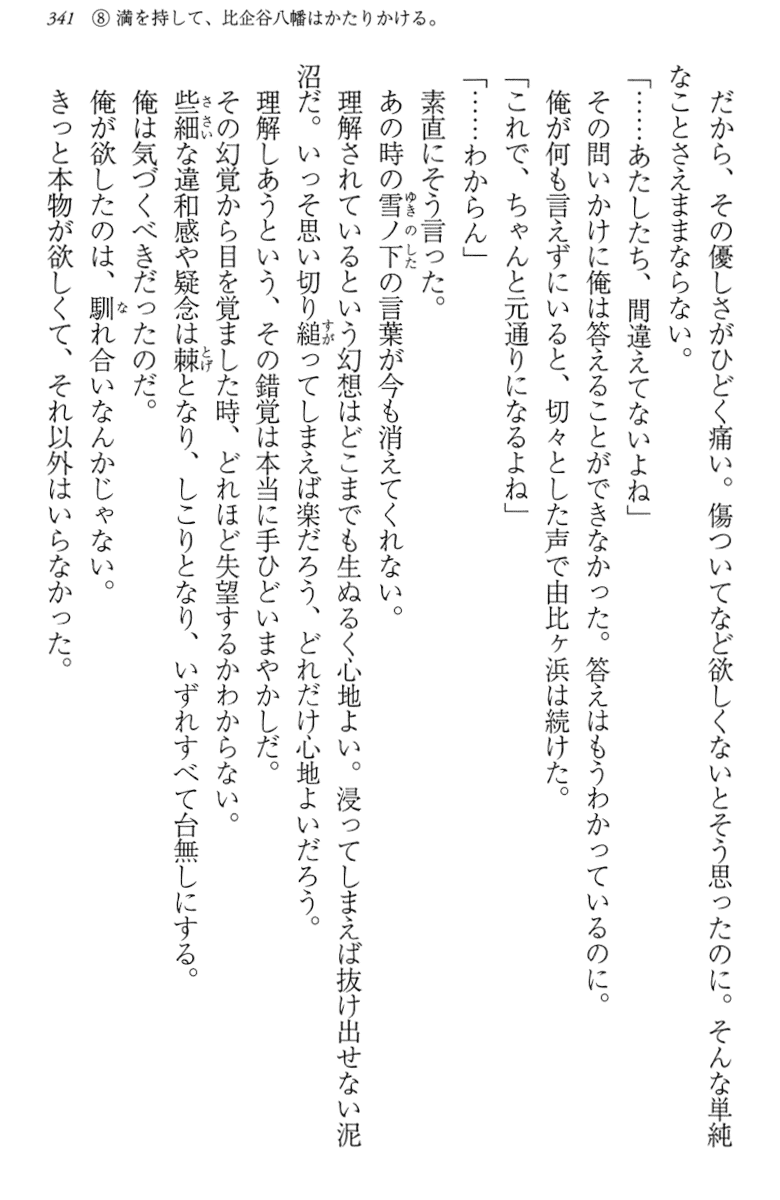 341 ⑧ 満を持して、比企谷八幡はかたりかける。
だから、その優しさがひどく痛い。傷ついてなど欲しくないとそう思ったのに。そんな単純
なことさえままならない。
「……あたしたち、間違えてないよね」
その問いかけに俺は答えることができなかった。答えはもうわかっているのに。
俺が何も言えずにいると、切々とした声で由比ヶ浜は続けた。
「これで、ちゃんと元通りになるよね」
「……わからん」
素直にそう言った。
あの時の雪ノ下の言葉が今も消えてくれない。
理解されているという幻想はどこまでも生ぬるく心地よい。浸ってしまえば抜け出せない泥
沼だ。いっそ思い切り縋ってしまえば楽だろう、どれだけ心地よいだろう。
理解しあうという、その錯覚は本当に手ひどいまやかしだ。
その幻覚から目を覚ました時、どれほど失望するかわからない。
些細な違和感や疑念は棘となり、しこりとなり、いずれすべて台無しにする。
俺は気づくべきだったのだ。
俺が欲したのは、馴れ合いなんかじゃない。
きっと本物が欲しくて、それ以外はいらなかった。